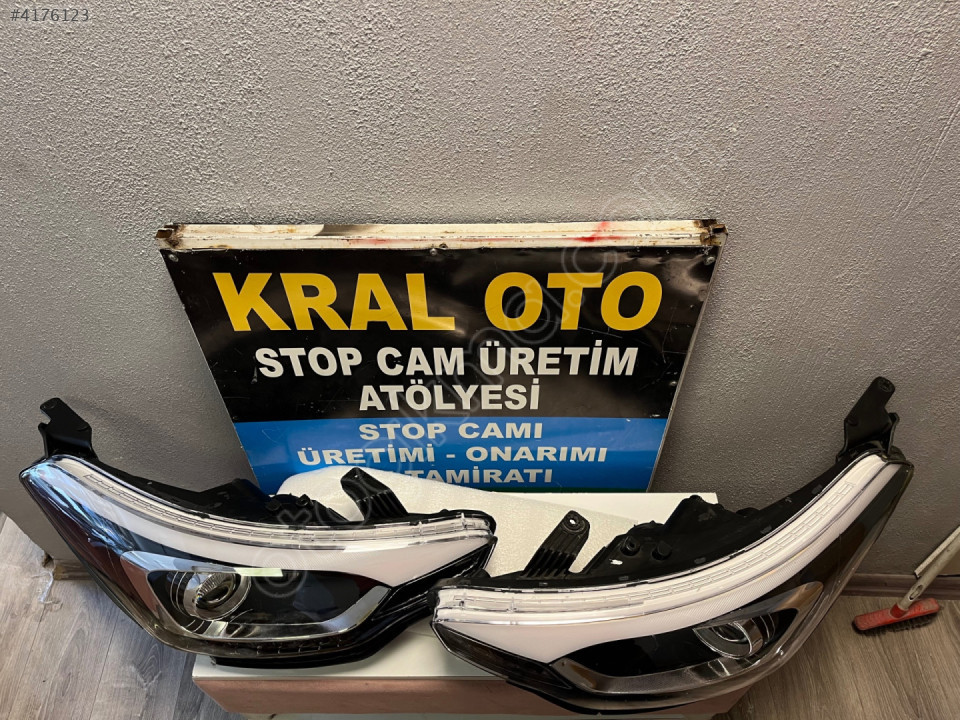 #4176123
KRAL OTO
STOP CAM ÜRETİM
ATÖLYESİ
STOP CAMI
ÜRETİMİ - ONARIMI
TAMİRATI